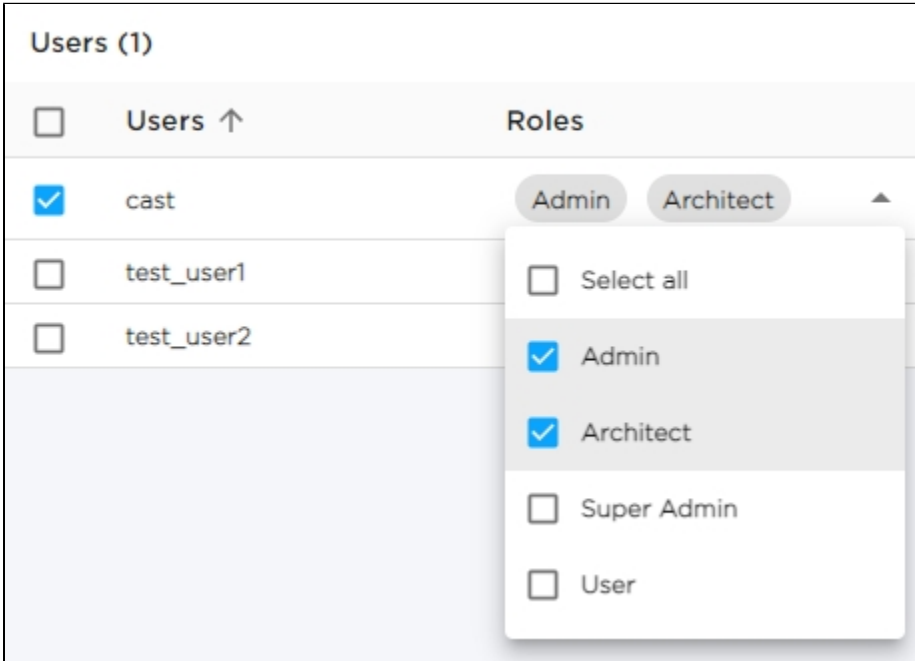 Users (1)
Users ↑ Roles
cast Admin Architect
test_user1
Select all
test_user2
Admin
Architect
Super Admin
User